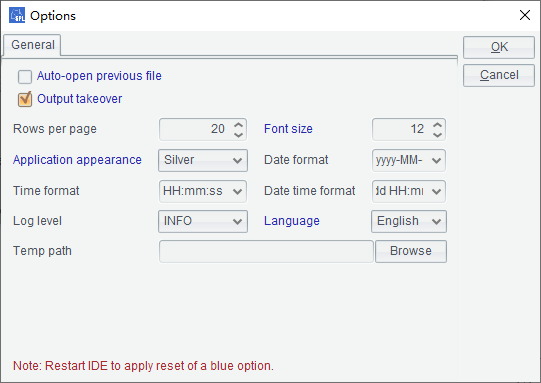 SPL Options
General
OK
Cancel
Auto-open previous file
Output takeover
Rows per page 20 Font size 12
Application appearance Silver Date format yyyy-MM-
Time format HH:mm:ss Date time format dd HH:m
Log level INFO Language English
Temp path Browse
Note: Restart IDE to apply reset of a blue option.